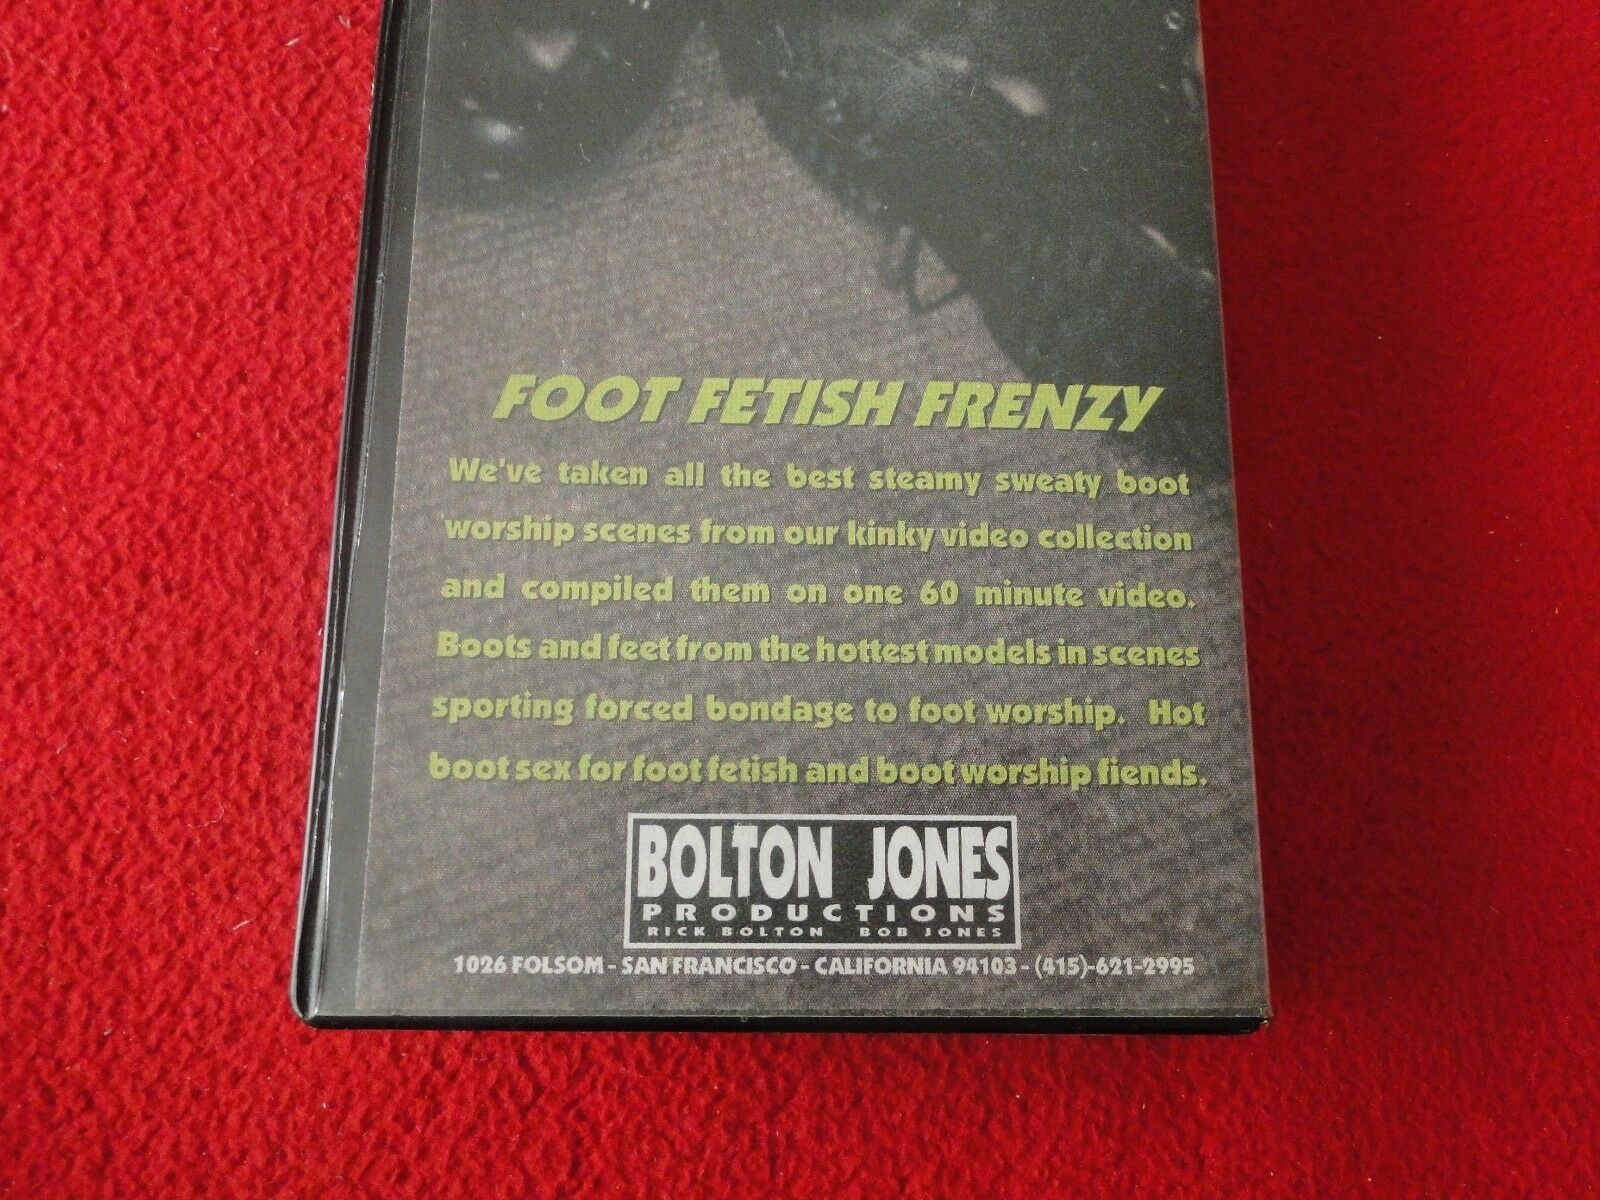 FOOT FETISH FRENZY
We've taken all the best steamy sweaty boot
worship scenes from our kinky video collection
and compiled them on one 60 minute video.
Boots and feet from the hottest models in scenes
sporting forced bondage to foot worship. Hot
boot sex for foot fetish and boot worship fiends.
BOLTON JONES
PRODUCTIONS
RICK BOLTON BOB JONES
1026 FOLSOM - SAN FRANCISCO - CALIFORNIA 94103 - (415)-621-2995